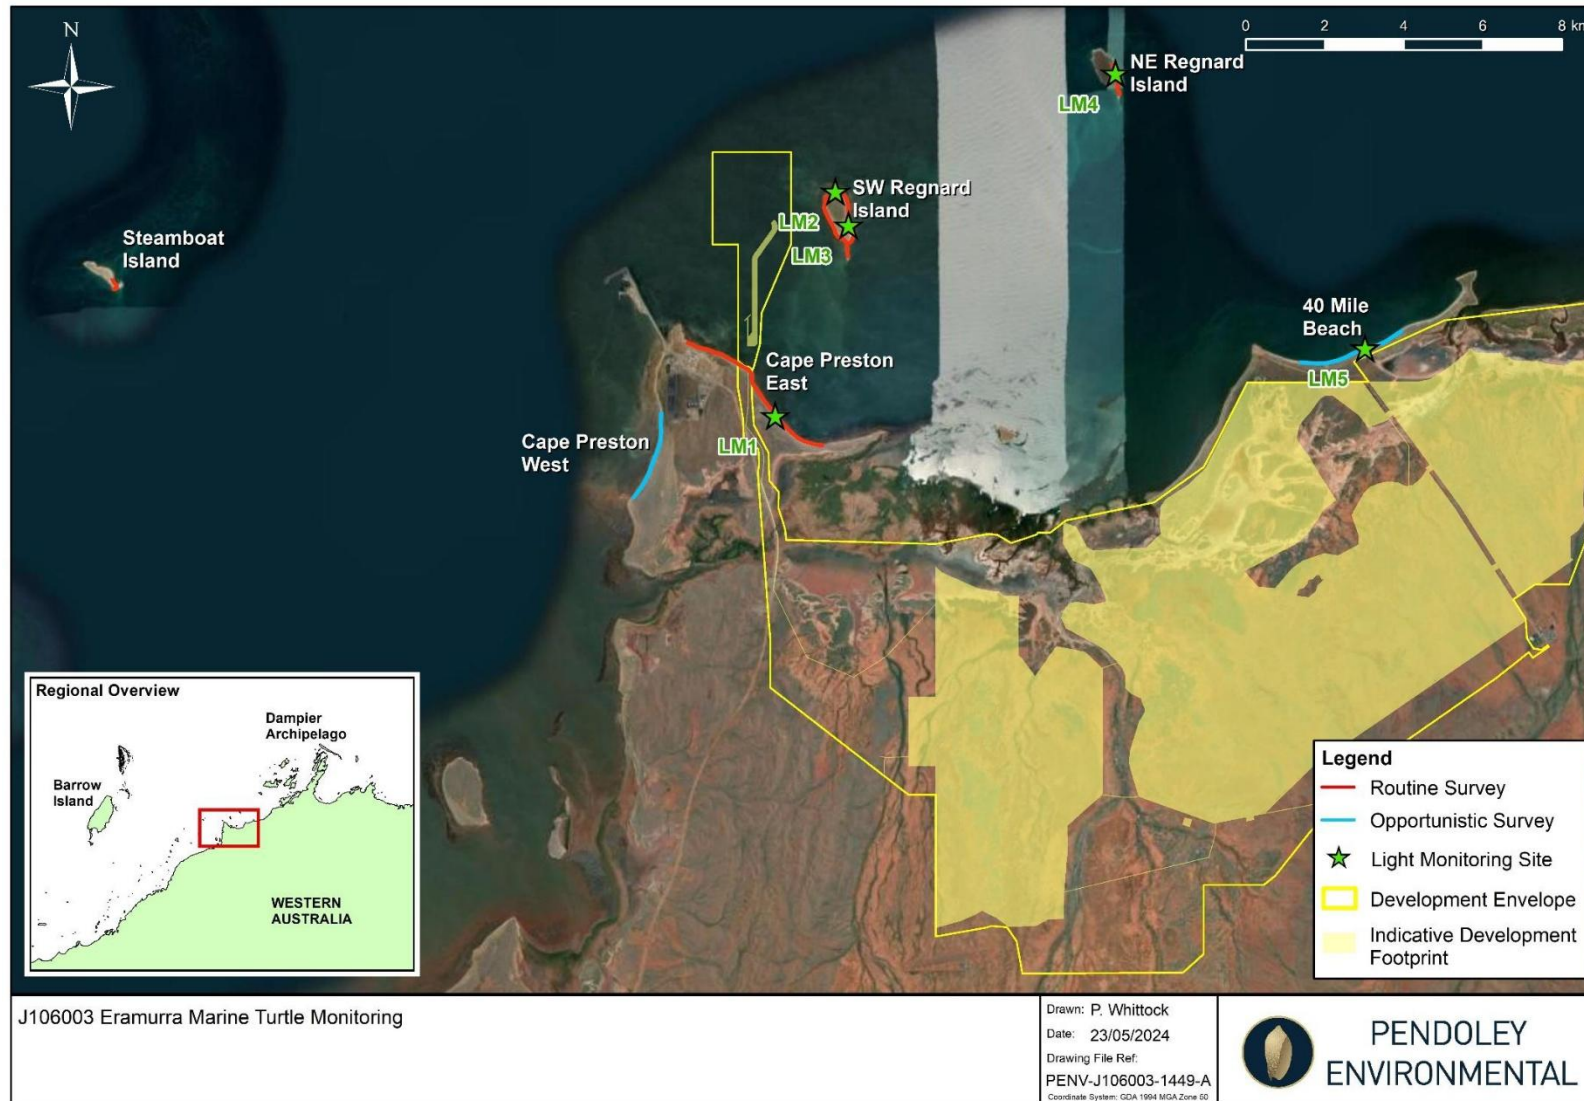 N
0 2 4 6 8 km
NE Regnard
Island
LM4
SW Regnard
Island
LM2
LM3
Steamboat
Island
40 Mile
Beach
LM5
Cape Preston
East
LM1
Cape Preston
West
Regional Overview
Dampier
Archipelago
Barrow
Island
WESTERN
AUSTRALIA
Legend
Routine Survey
Opportunistic Survey
Light Monitoring Site
Development Envelope
Indicative Development
Footprint
J106003 Eramurra Marine Turtle Monitoring
Drawn: P. Whittock
Date: 23/05/2024
Drawing File Ref:
PENV-J106003-1449-A
Coordinate System: GDA 1994 MGA Zone 50
PENDOLEY
ENVIRONMENTAL